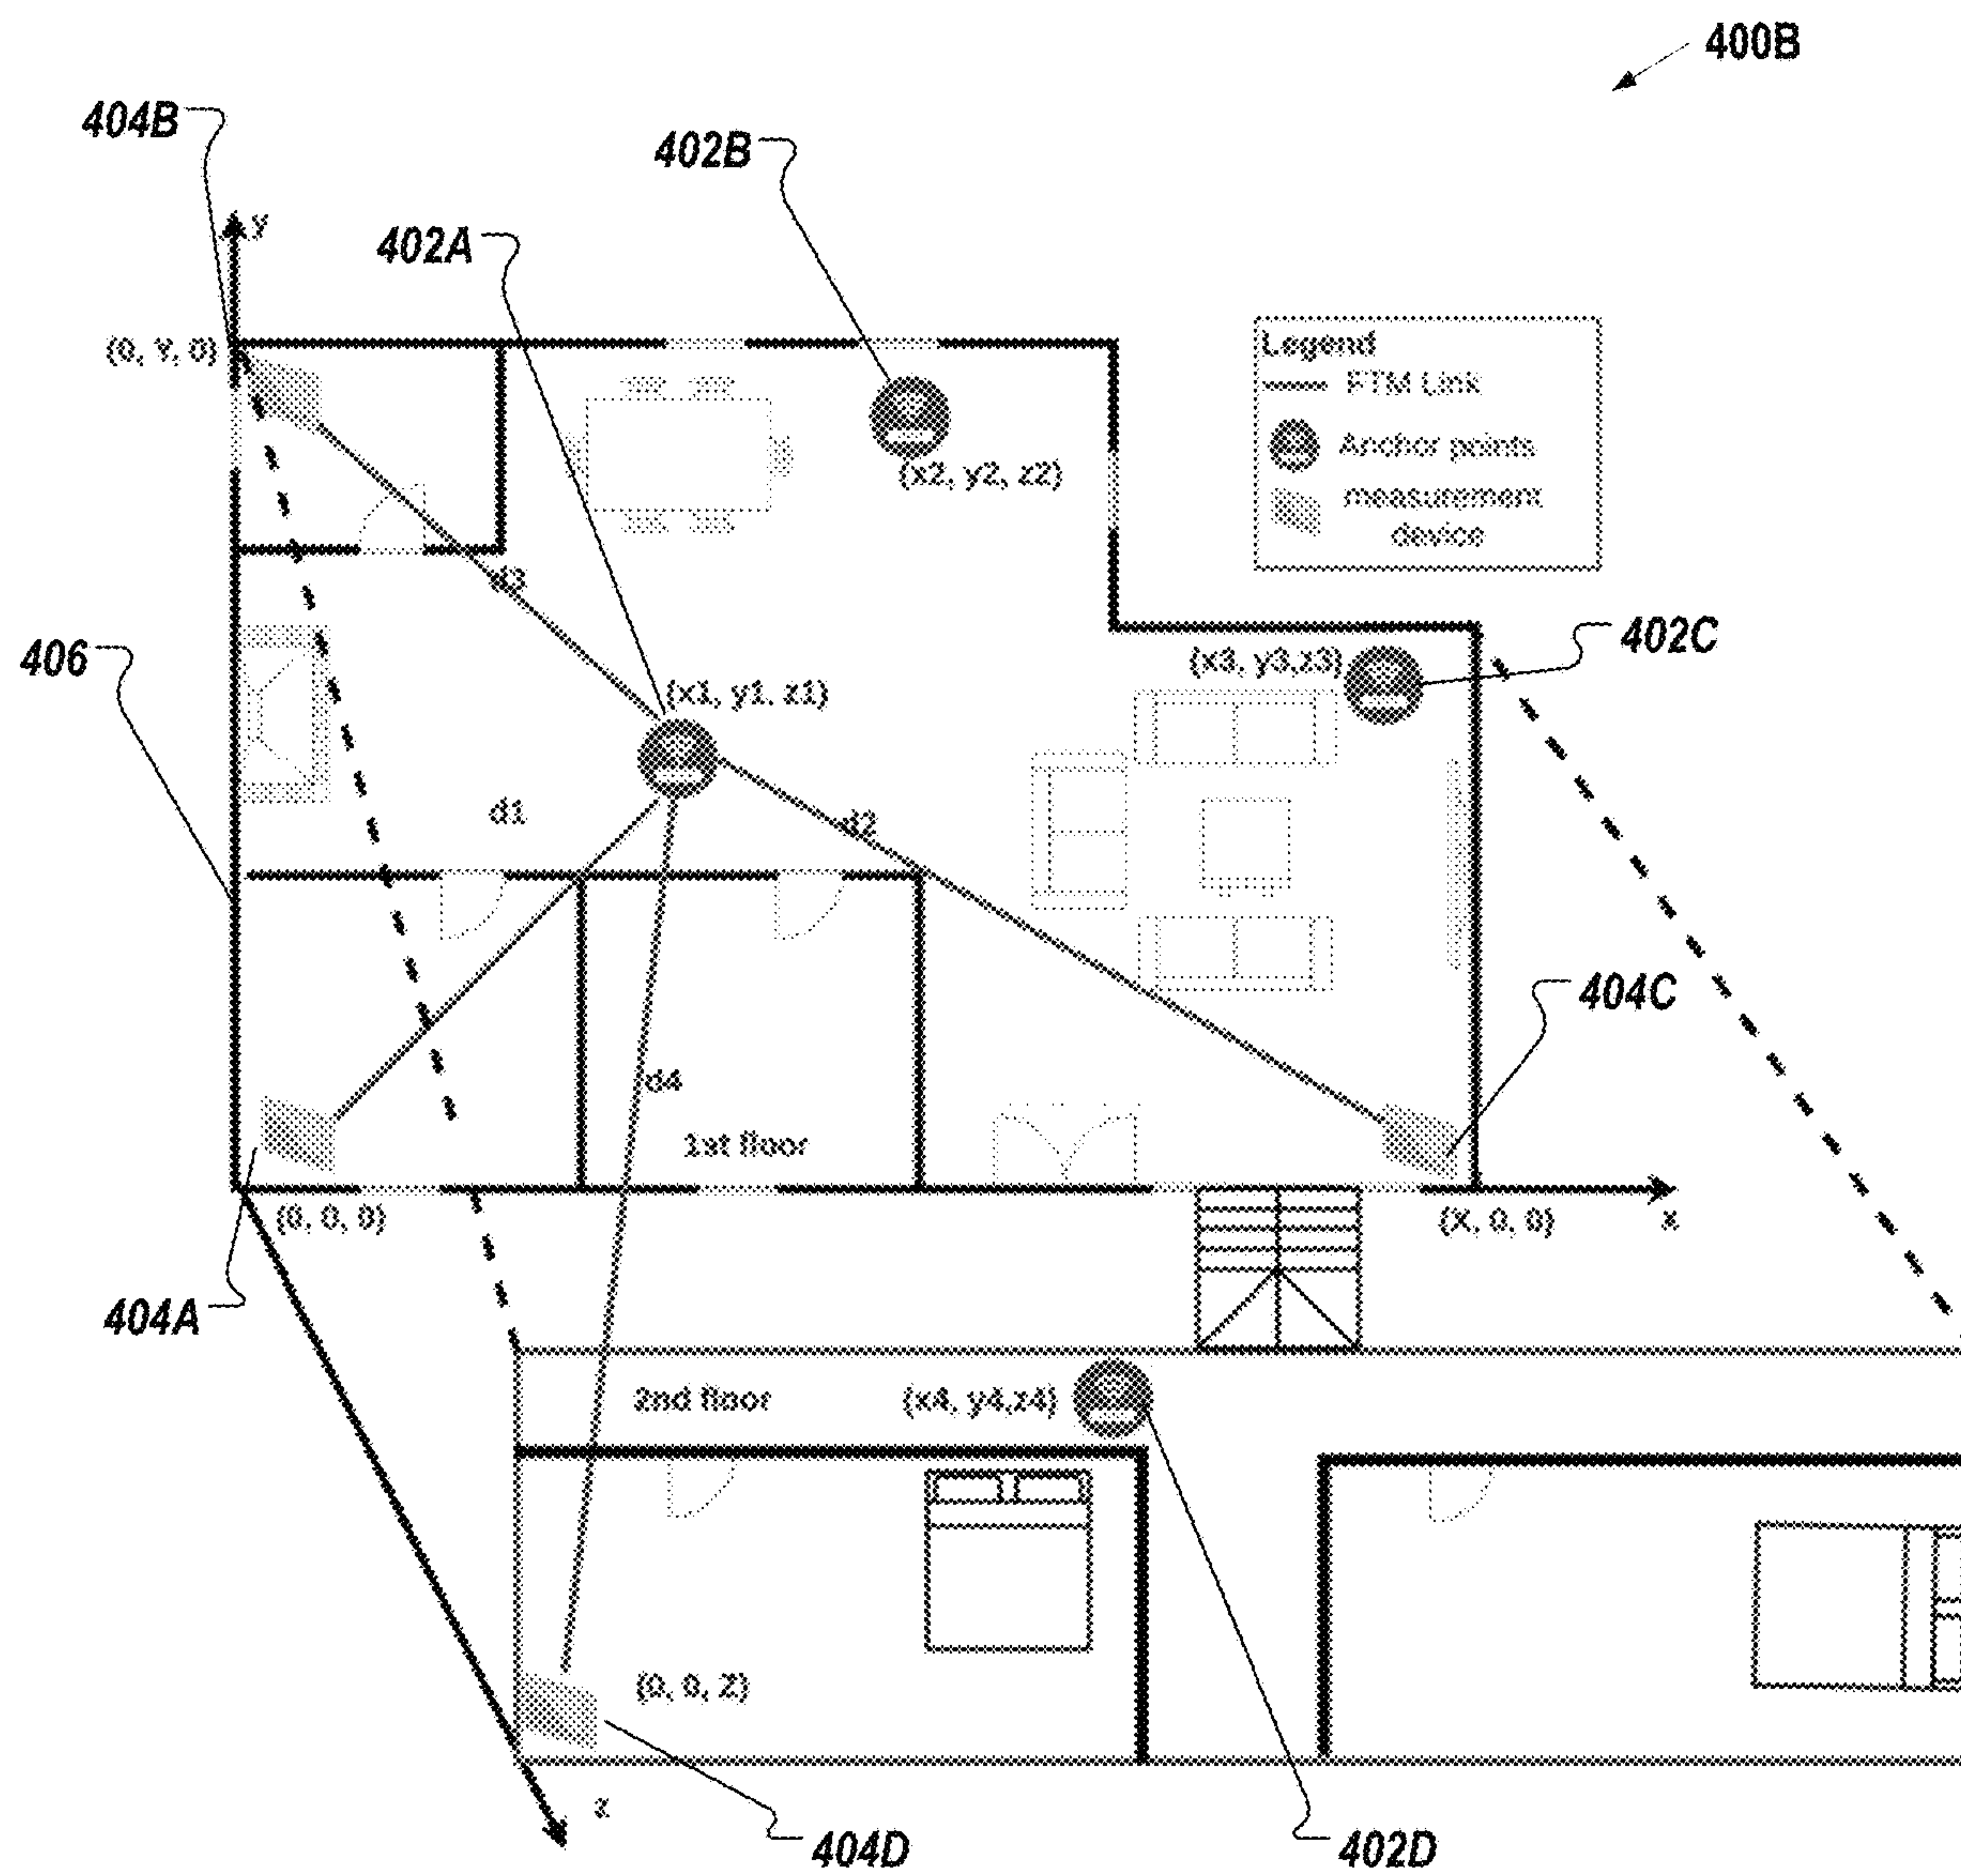 400B
404B
402B
402A
y
(0, Y, 0)
Legend
FTM Link
Anchor points
measurement
device
(x2, y2, z2)
d3
402C
406
(x3, y3,z3)
(x1, y1, z1)
d1
d2
404C
d4
1st floor
(0, 0, 0)
(X, 0, 0)
x
404A
2nd floor
(x4, y4,z4)
(0, 0, Z)
z
404D
402D